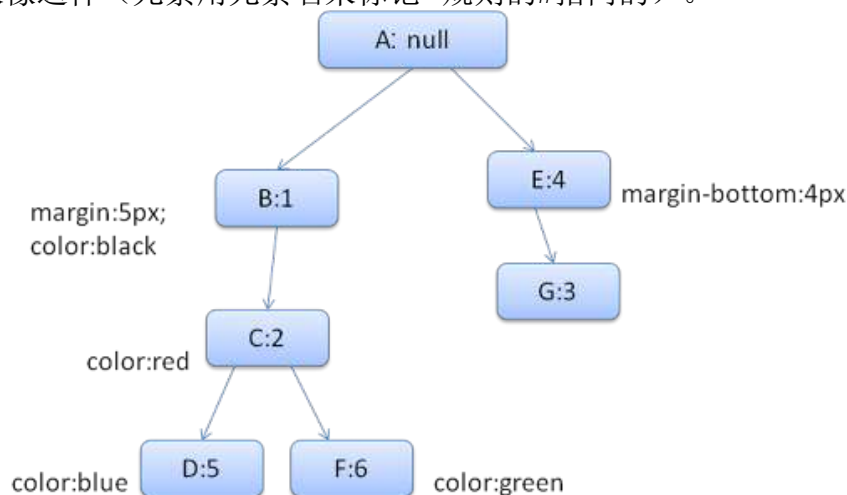 A: null
B:1
E:4
margin-bottom:4px
margin:5px;
color:black
G:3
C:2
color:red
D:5
F:6
color:blue
color:green